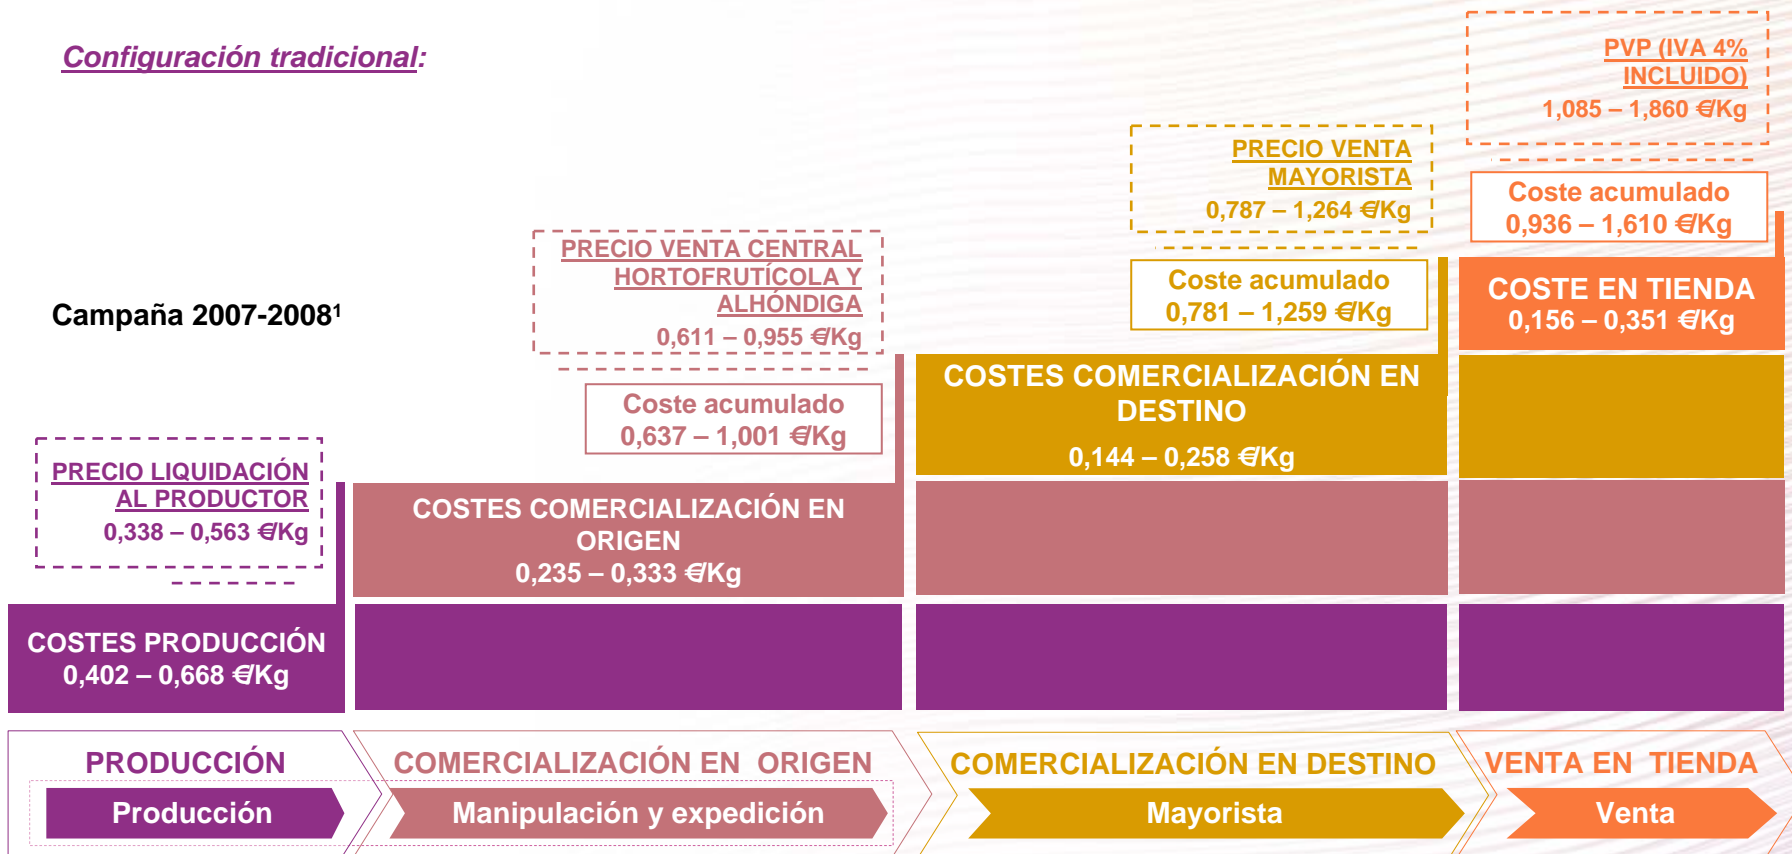 Configuración tradicional:
Campaña 2007-2008¹
PRECIO LIQUIDACIÓN
AL PRODUCTOR
0,338 – 0,563 €/Kg
COSTES PRODUCCIÓN
0,402 – 0,668 €/Kg
PRECIO VENTA CENTRAL
HORTOFRUTÍCOLA Y
ALHÓNDIGA
0,611 – 0,955 €/Kg
Coste acumulado
0,637 – 1,001 €/Kg
COSTES COMERCIALIZACIÓN EN
ORIGEN
0,235 – 0,333 €/Kg
PRECIO VENTA
MAYORISTA
0,787 – 1,264 €/Kg
Coste acumulado
0,781 – 1,259 €/Kg
COSTES COMERCIALIZACIÓN EN
DESTINO
0,144 – 0,258 €/Kg
PVP (IVA 4%
INCLUIDO)
1,085 – 1,860 €/Kg
Coste acumulado
0,936 – 1,610 €/Kg
COSTE EN TIENDA
0,156 – 0,351 €/Kg
PRODUCCIÓN
Producción
COMERCIALIZACIÓN EN ORIGEN
Manipulación y expedición
COMERCIALIZACIÓN EN DESTINO
Mayorista
VENTA EN TIENDA
Venta